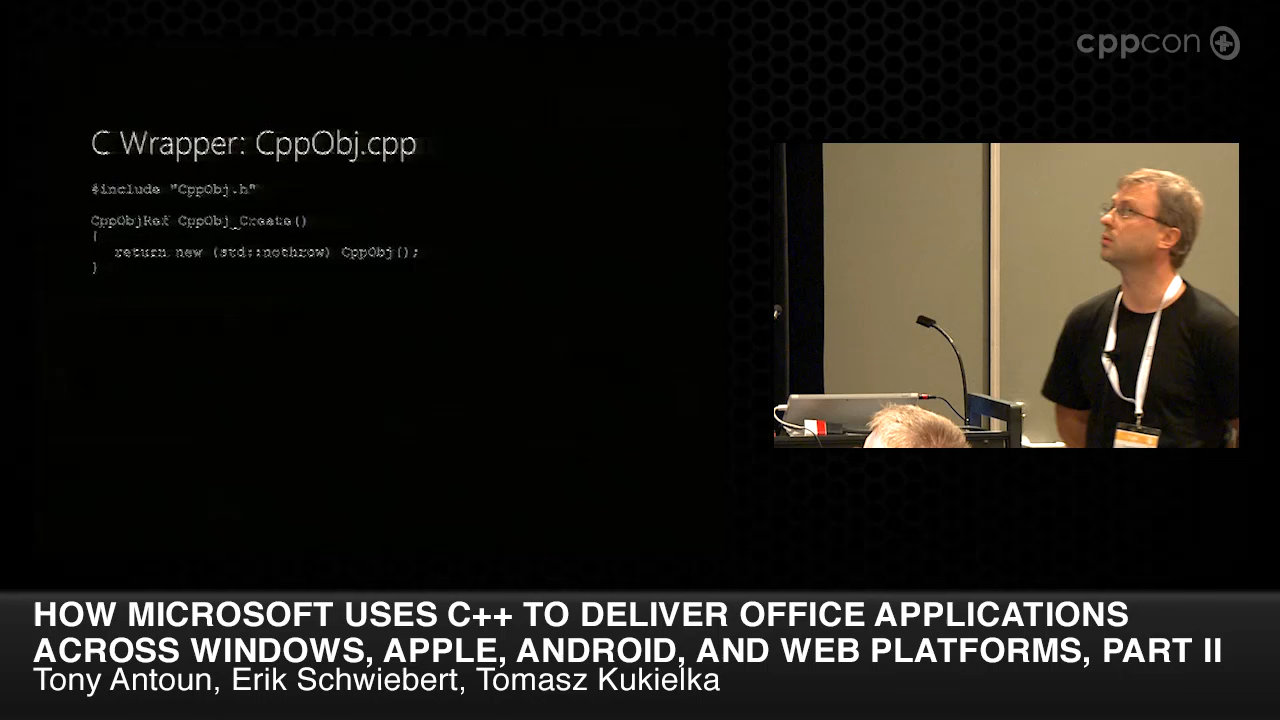 cppcon
C Wrapper: CppObj.cpp
#include "CppObj.h"
CppObjRef CppObj_Create()
{
return new (std::nothrow) CppObj();
}
HOW MICROSOFT USES C++ TO DELIVER OFFICE APPLICATIONS
ACROSS WINDOWS, APPLE, ANDROID, AND WEB PLATFORMS, PART II
Tony Antoun, Erik Schwiebert, Tomasz Kukielka